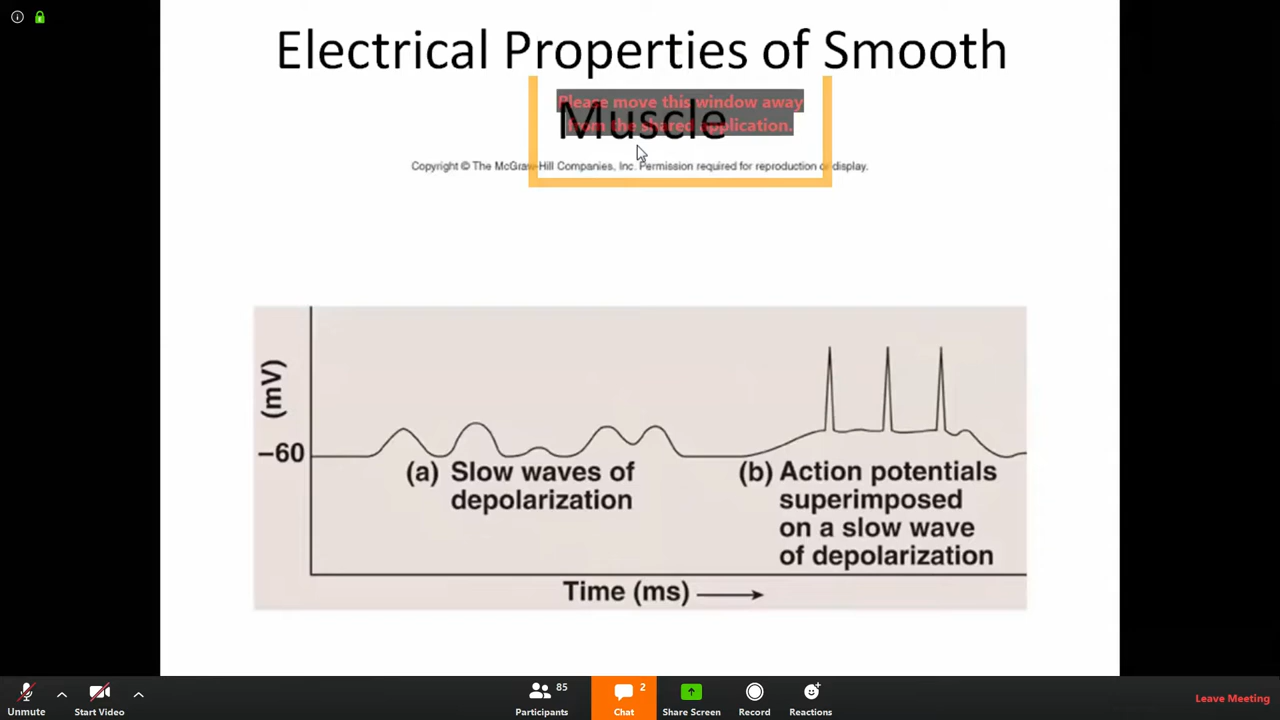 Electrical Properties of Smooth
Muscle
Please move this window away
from the shared application.
Copyright © The McGraw-Hill Companies, Inc. Permission required for reproduction or display.
(mV)
−60
(a) Slow waves of
depolarization
(b) Action potentials
superimposed
on a slow wave
of depolarization
Time (ms)
Unmute
Start Video
85
Participants
2
Chat
Share Screen
Record
Reactions
Leave Meeting